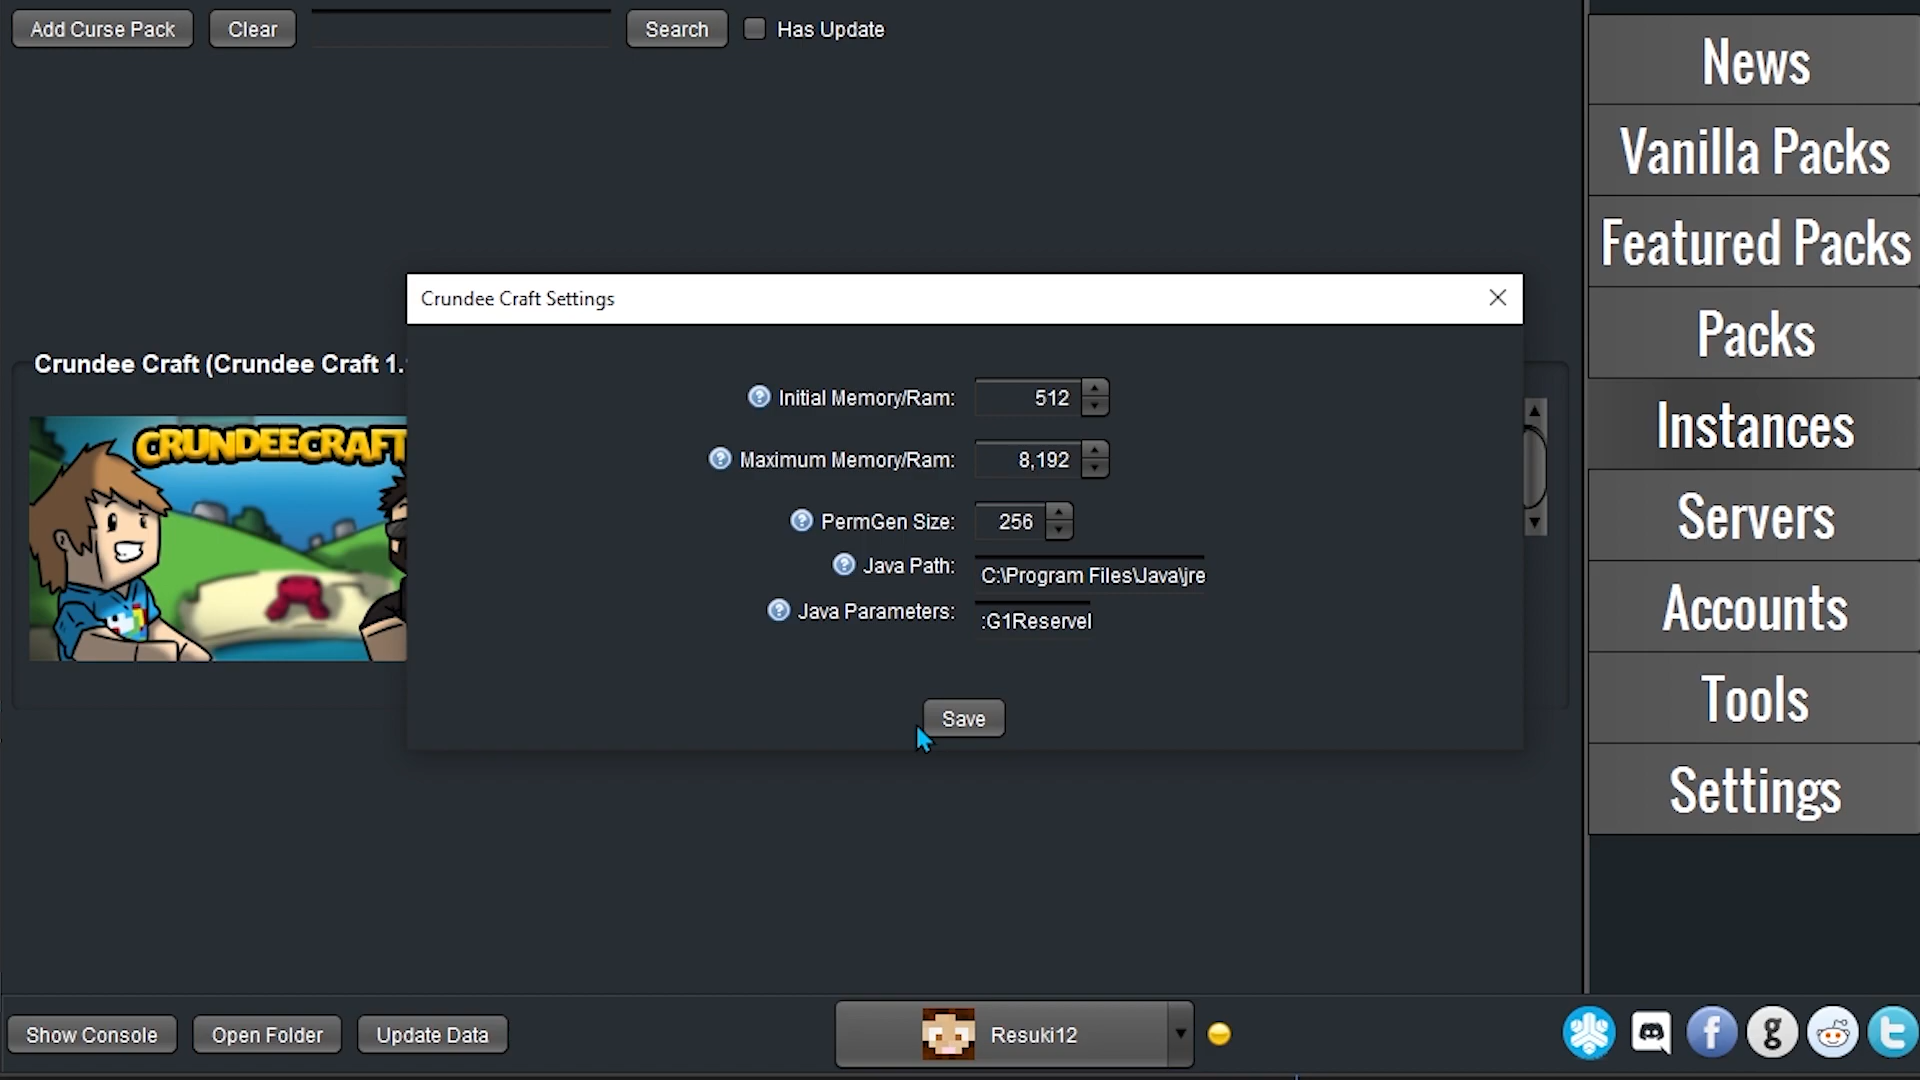 Add Curse Pack
Clear
Search
Has Update
News
Vanilla Packs
Featured Packs
Packs
Instances
Servers
Accounts
Tools
Settings
Crundee Craft Settings
Crundee Craft (Crundee Craft 1.
CRUNDEECRAFT
Initial Memory/Ram: 512
Maximum Memory/Ram: 8,192
PermGen Size: 256
Java Path: C:\Program Files\Java\jre
Java Parameters: :G1Reservel
Save
Show Console
Open Folder
Update Data
Resuki12